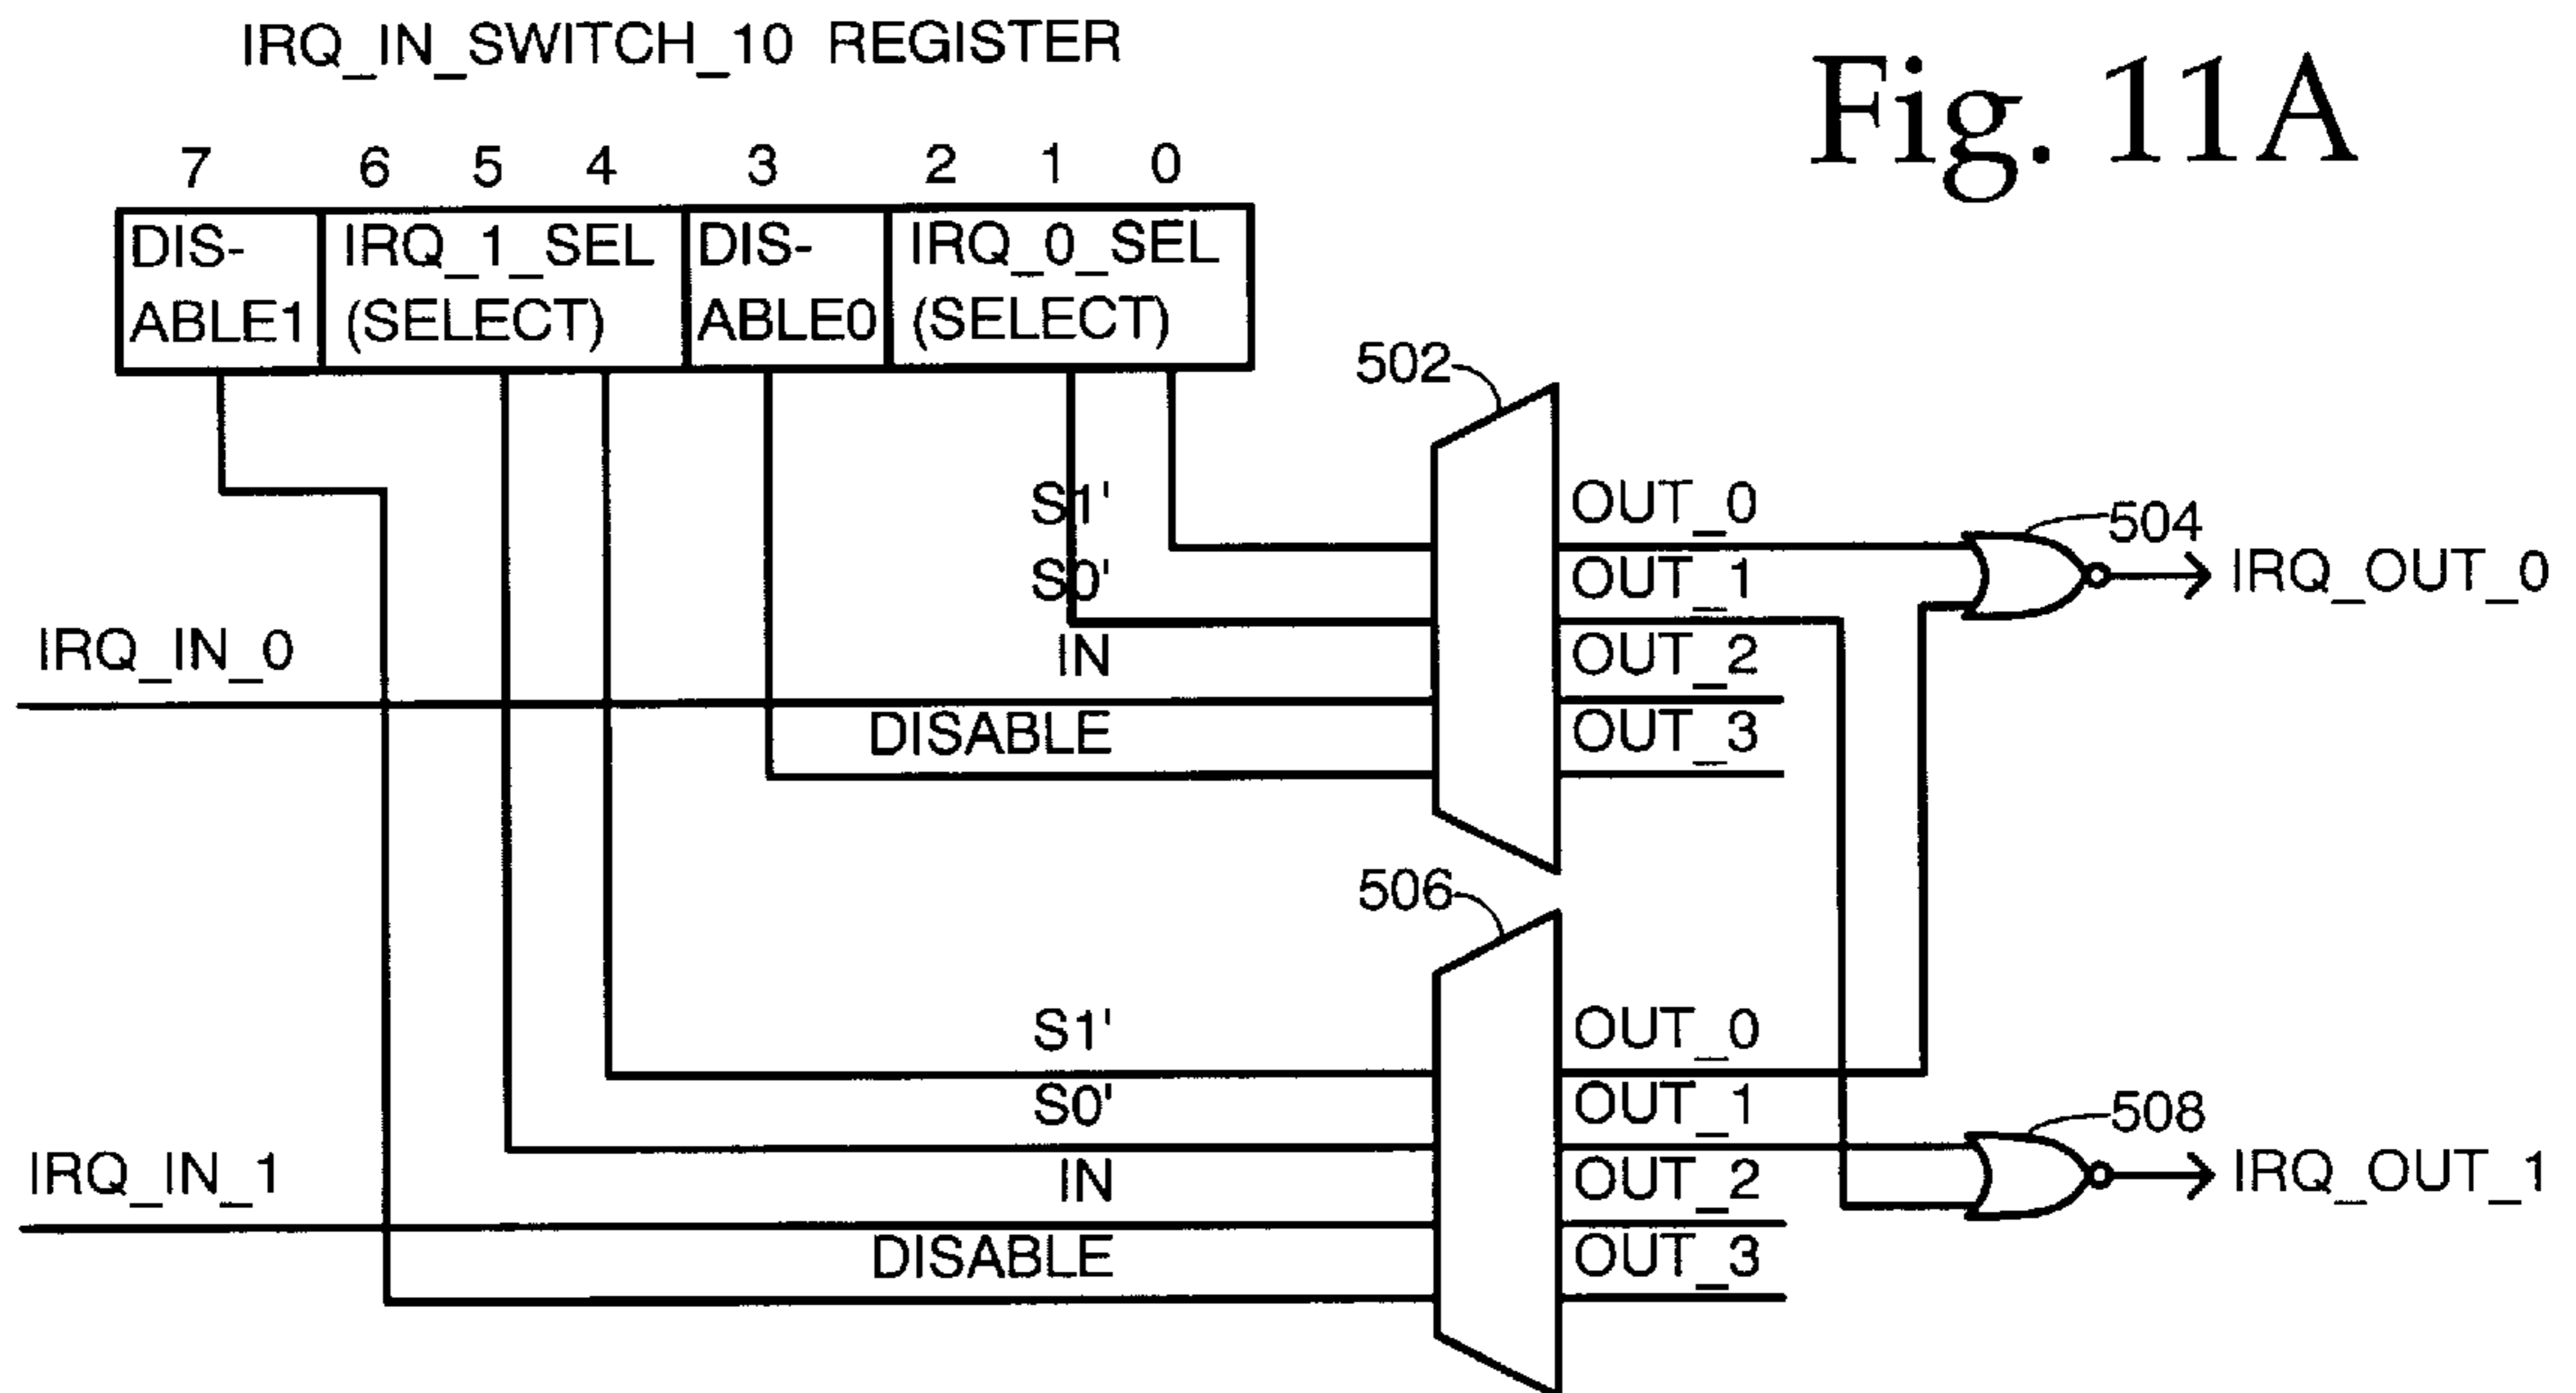 IRQ_IN_SWITCH_10 REGISTER
Fig. 11A
7 6 5 4 3 2 1 0
DIS-
ABLE1
IRQ_1_SEL
(SELECT)
DIS-
ABLE0
IRQ_0_SEL
(SELECT)
502
S1'
S0'
IN
DISABLE
IRQ_IN_0
OUT_0
OUT_1
OUT_2
OUT_3
504
IRQ_OUT_0
506
S1'
S0'
IN
DISABLE
IRQ_IN_1
OUT_0
OUT_1
OUT_2
OUT_3
508
IRQ_OUT_1